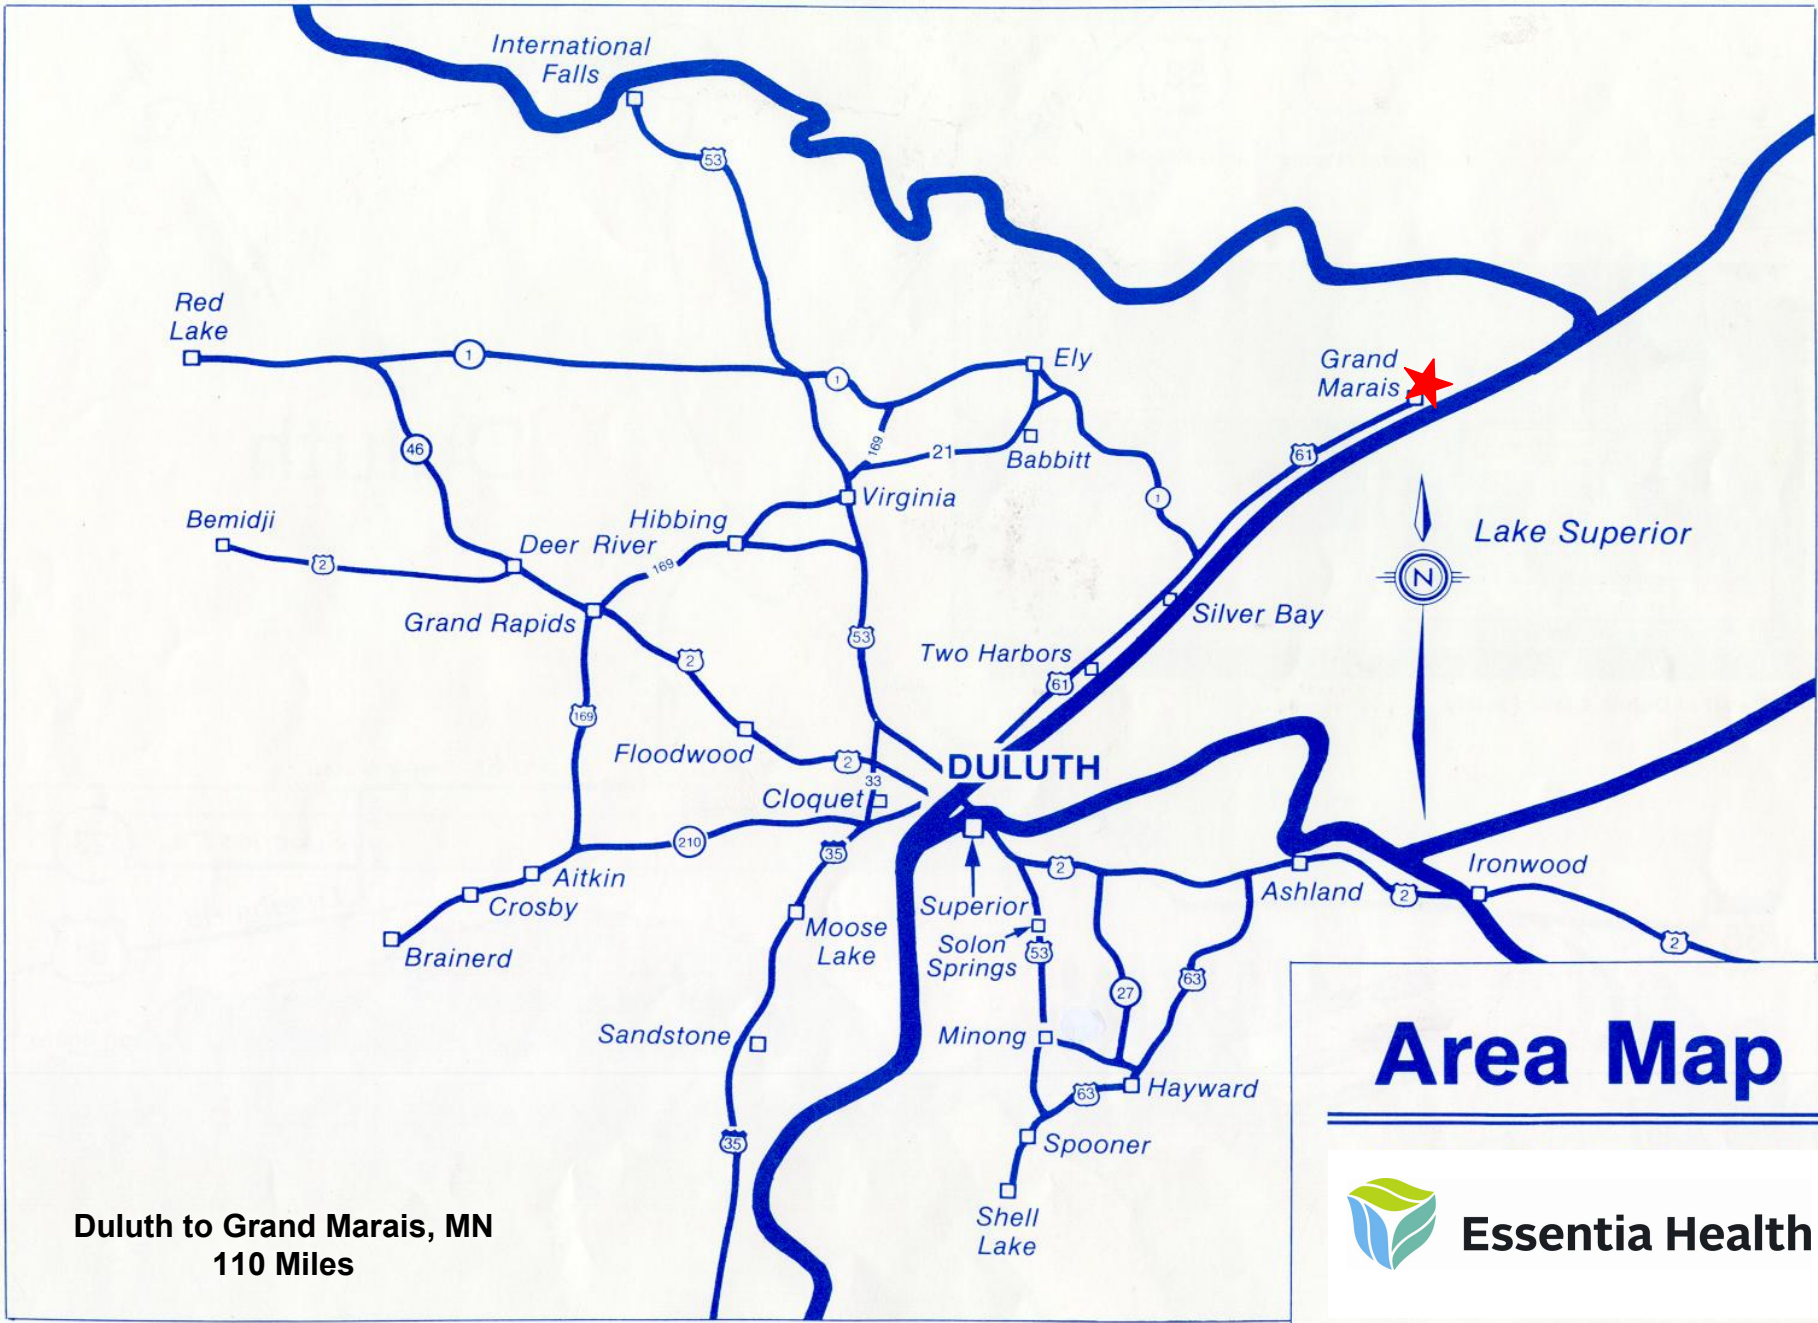 International
Falls
53
Red
Lake
1
1
Ely
Grand
Marais
46
169
21
Babbitt
61
Virginia
1
Bemidji
Hibbing
Lake Superior
2
Deer River
169
N
Grand Rapids
Silver Bay
53
2
Two Harbors
61
169
Floodwood
2
DULUTH
33
Cloquet
210
35
2
Ironwood
Aitkin
Ashland
2
Crosby
Superior
Moose
Lake
Solon
Springs
53
2
Brainerd
27
63
Sandstone
Minong
Area Map
63
Hayward
35
Spooner
Shell
Lake
Duluth to Grand Marais, MN
110 Miles
Essentia Health